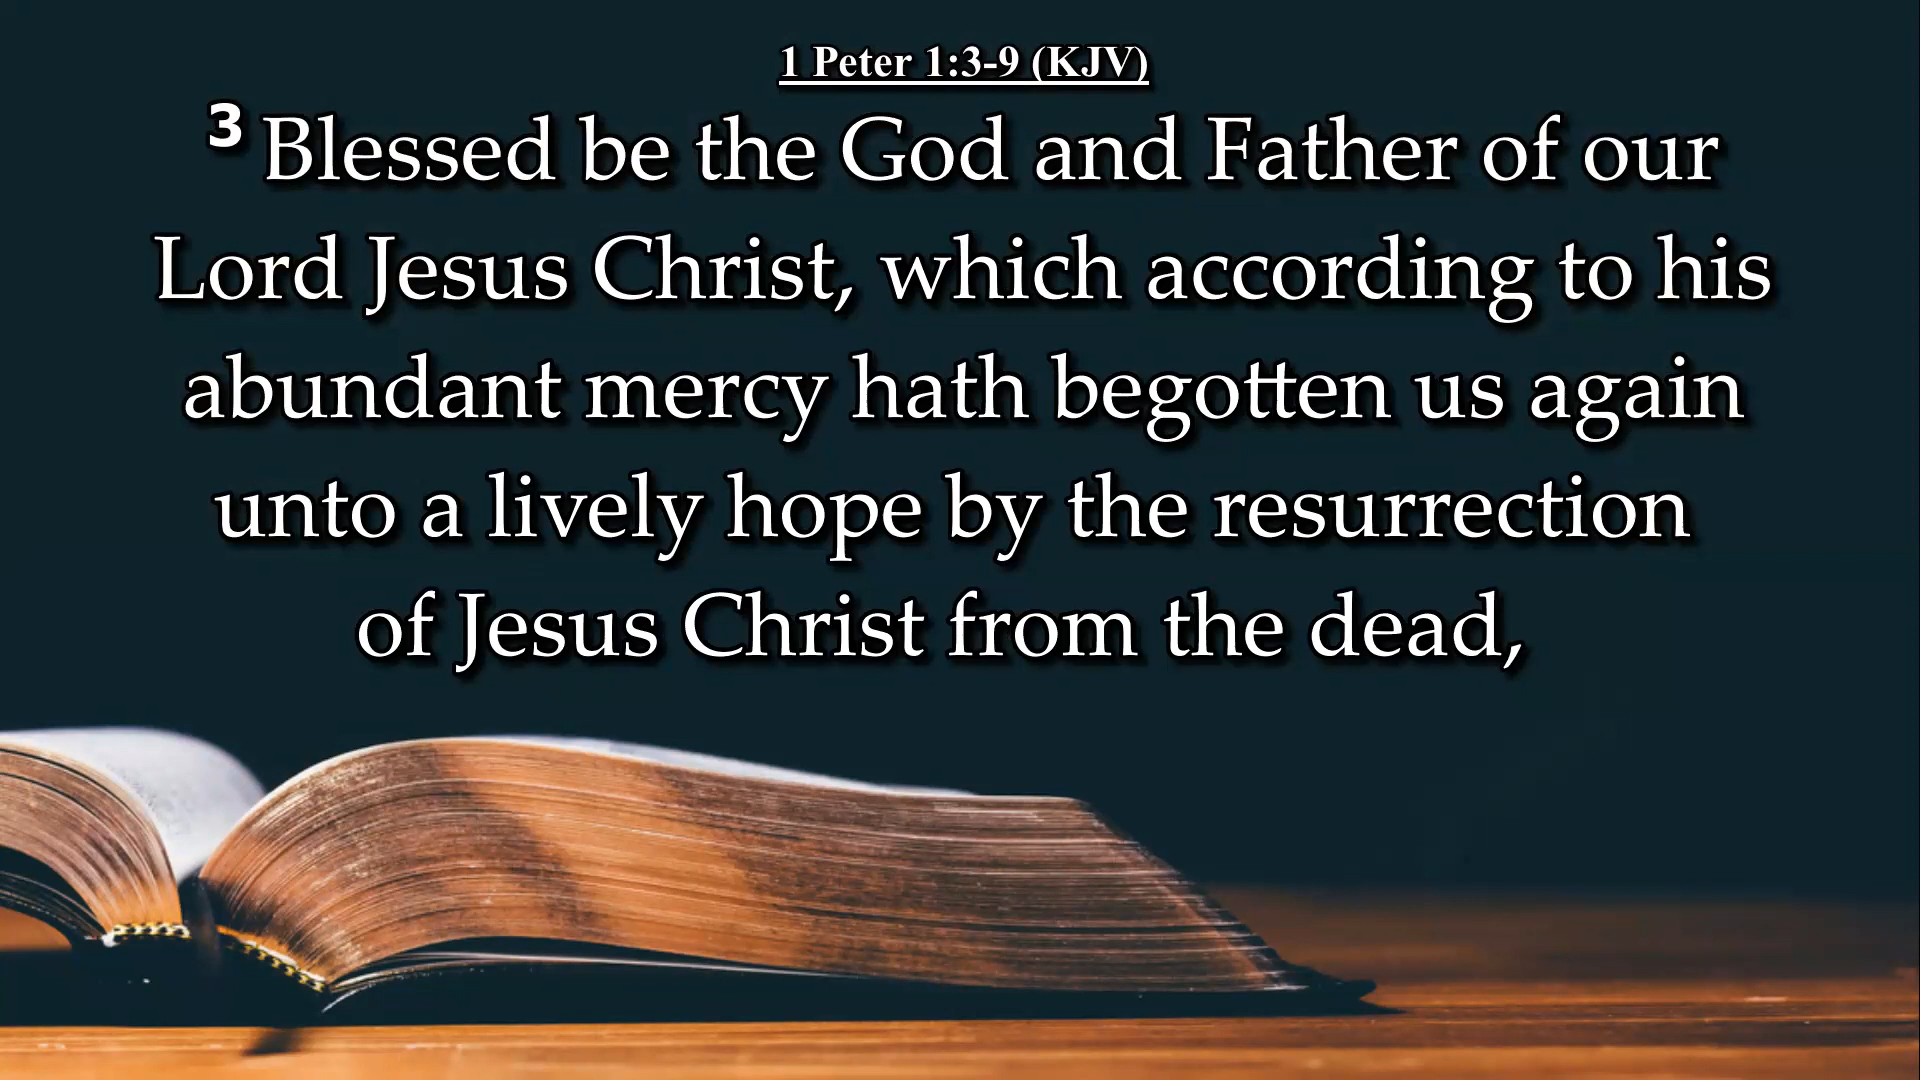 1 Peter 1:3-9 (KJV)
3 Blessed be the God and Father of our
Lord Jesus Christ, which according to his
abundant mercy hath begotten us again
unto a lively hope by the resurrection
of Jesus Christ from the dead,